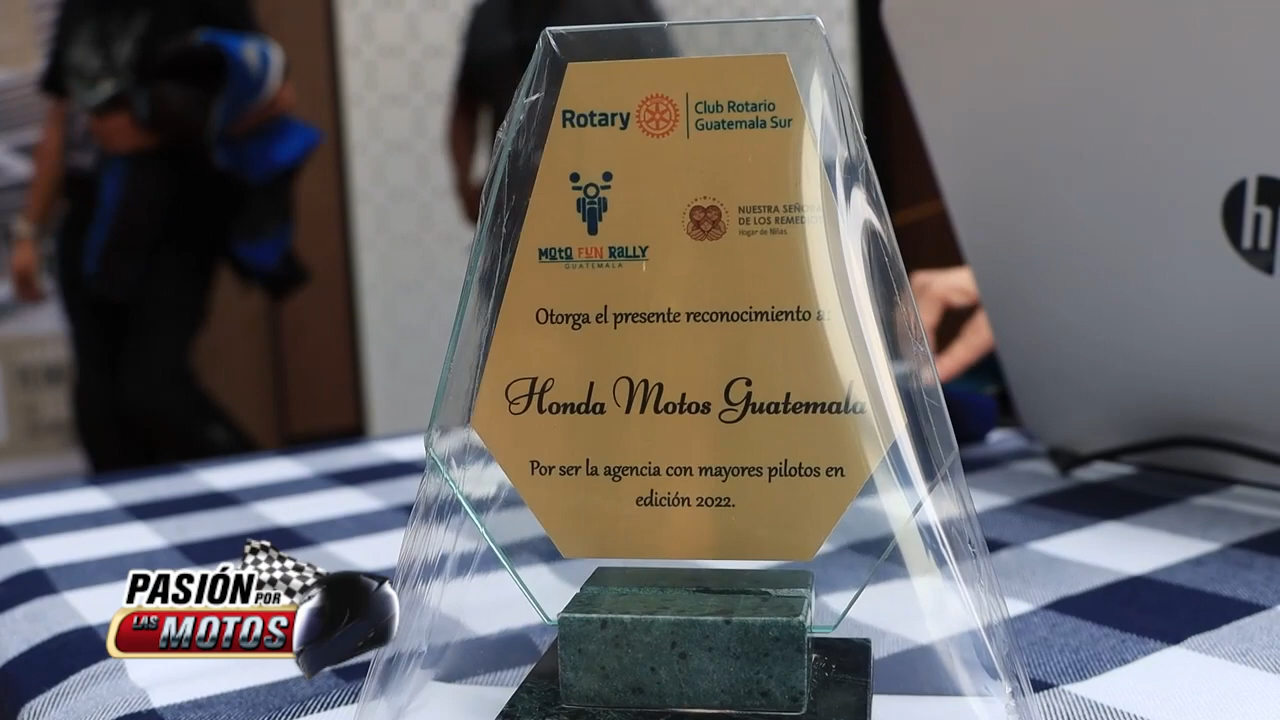 Rotary
Club Rotario
Guatemala Sur
MOTO FUN RALLY
GUATEMALA
NUESTRA SEÑORA
DE LOS REMEDIOS
Hogar de Niñas
Otorga el presente reconocimiento a:
Honda Motos Guatemala
Por ser la agencia con mayores pilotos en
edición 2022.
hp
PASIÓN POR
LAS MOTOS